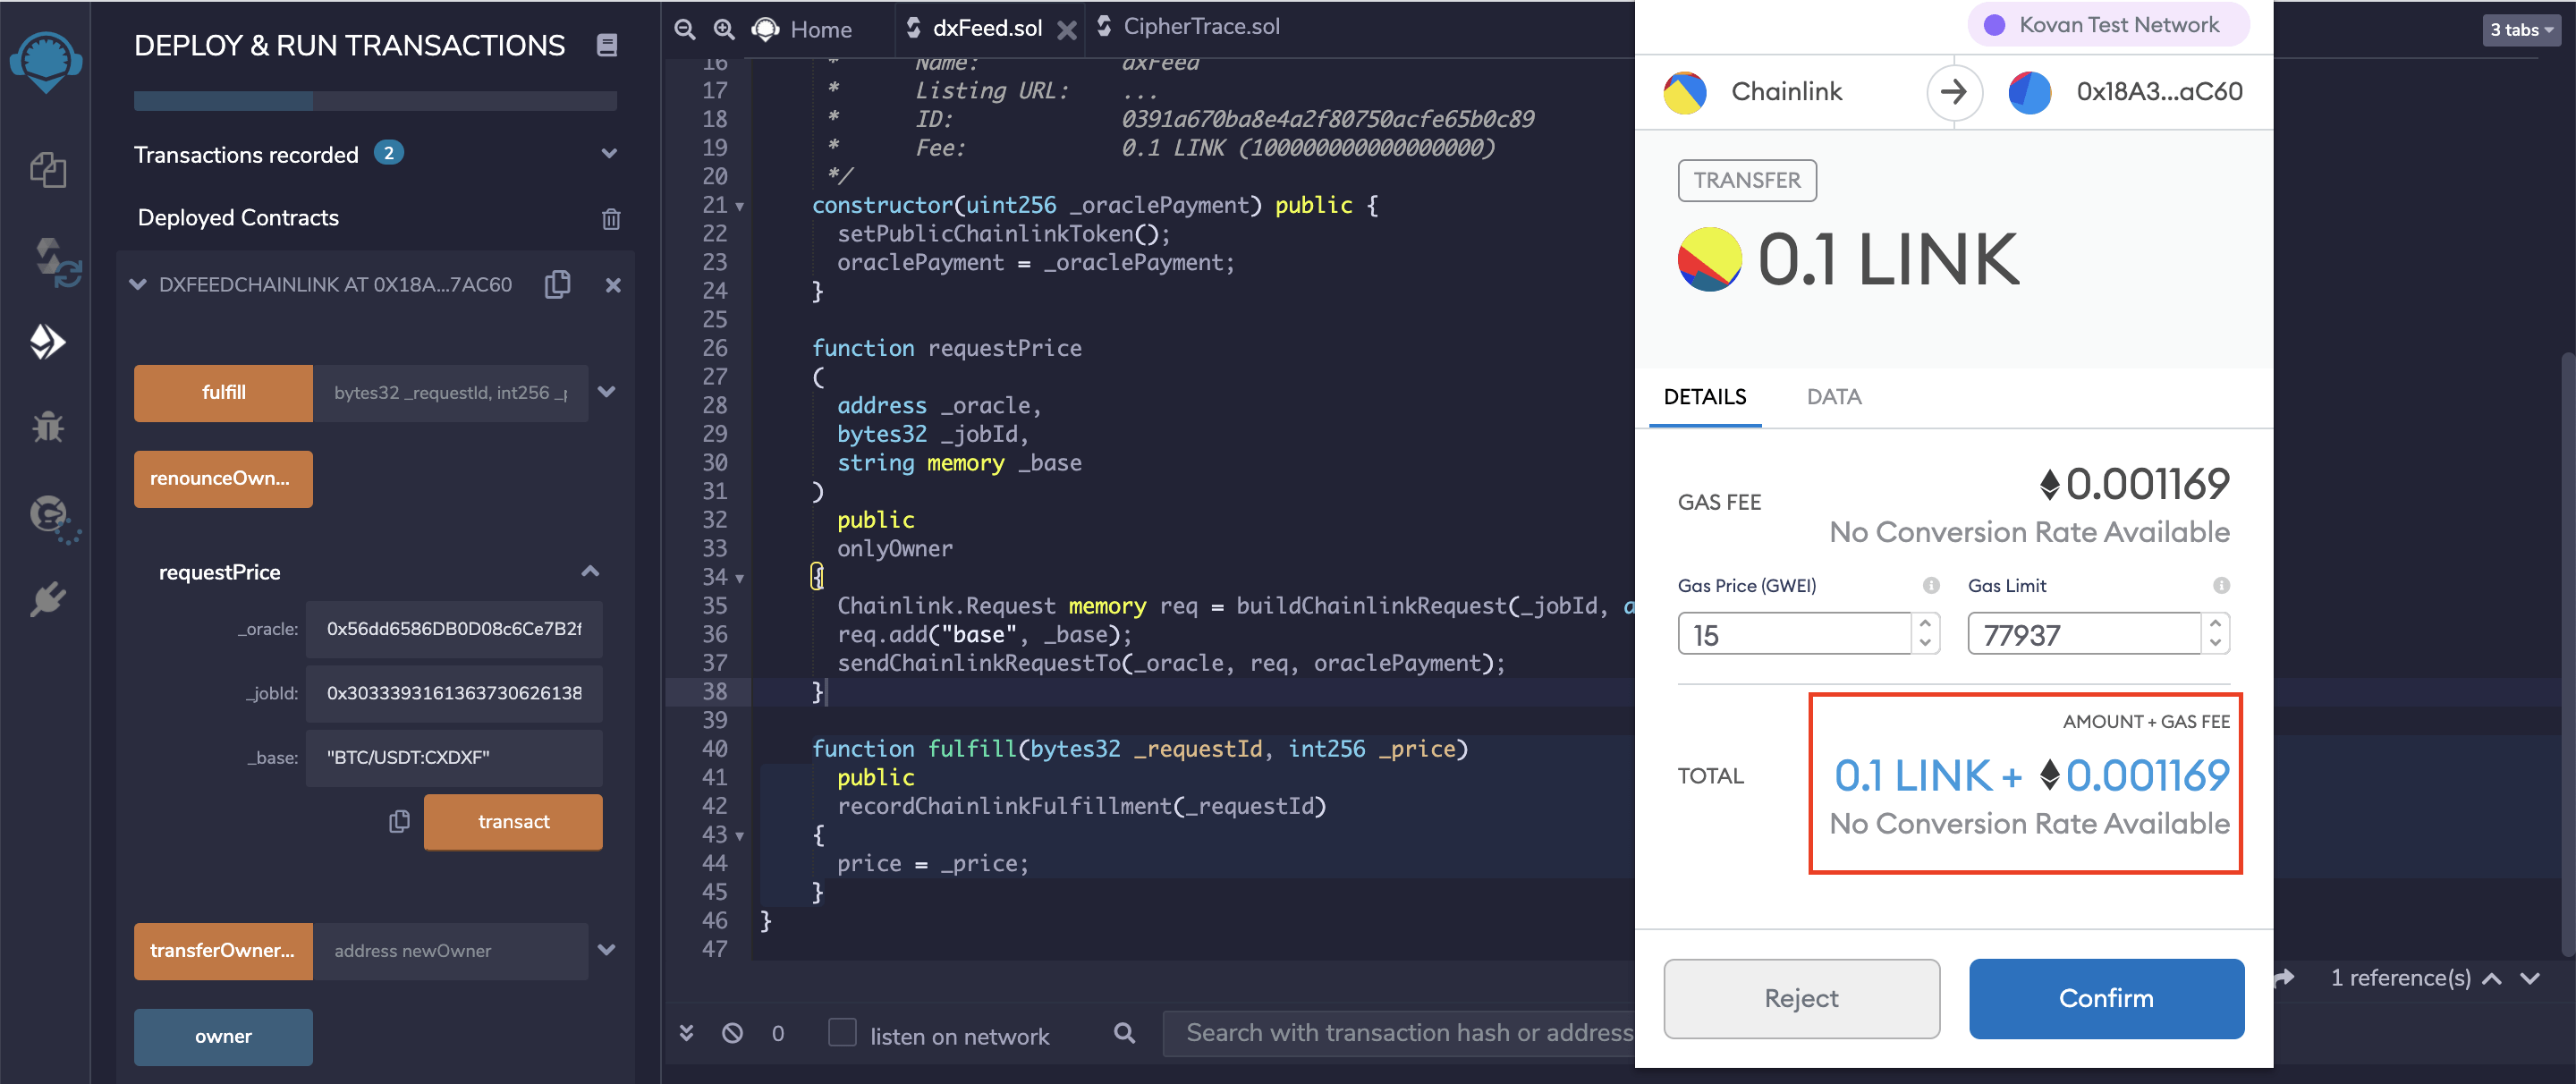 DEPLOY & RUN TRANSACTIONS
Transactions recorded 2
Deployed Contracts
DXFEEDCHAINLINK AT 0X18A...7AC60
fulfill bytes32 _requestId, int256 _
renounceOwn...
requestPrice
_oracle: 0x56dd6586DB0D08c6Ce7B2f
_jobId: 0x3033393161363730626138
_base: "BTC/USDT:CXDXF"
transact
transferOwner... address newOwner
owner
Home dxFeed.sol CipherTrace.sol
3 tabs
16 * Name: dxFeed
17 * Listing URL: ...
18 * ID: 0391a670ba8e4a2f80750acfe65b0c89
19 * Fee: 0.1 LINK (100000000000000000)
20 */
21 constructor(uint256 _oraclePayment) public {
22 setPublicChainlinkToken();
23 oraclePayment = _oraclePayment;
24 }
25
26 function requestPrice
27 (
28 address _oracle,
29 bytes32 _jobId,
30 string memory _base
31 )
32 public
33 onlyOwner
34 {
35 Chainlink.Request memory req = buildChainlinkRequest(_jobId, a
36 req.add("base", _base);
37 sendChainlinkRequestTo(_oracle, req, oraclePayment);
38 }
39
40 function fulfill(bytes32 _requestId, int256 _price)
41 public
42 recordChainlinkFulfillment(_requestId)
43 {
44 price = _price;
45 }
46 }
47
0 listen on network Search with transaction hash or address
1 reference(s)
Kovan Test Network
Chainlink 0x18A3...aC60
TRANSFER
0.1 LINK
DETAILS DATA
GAS FEE 0.001169
No Conversion Rate Available
Gas Price (GWEI) Gas Limit
15 77937
AMOUNT + GAS FEE
TOTAL 0.1 LINK + 0.001169
No Conversion Rate Available
Reject Confirm